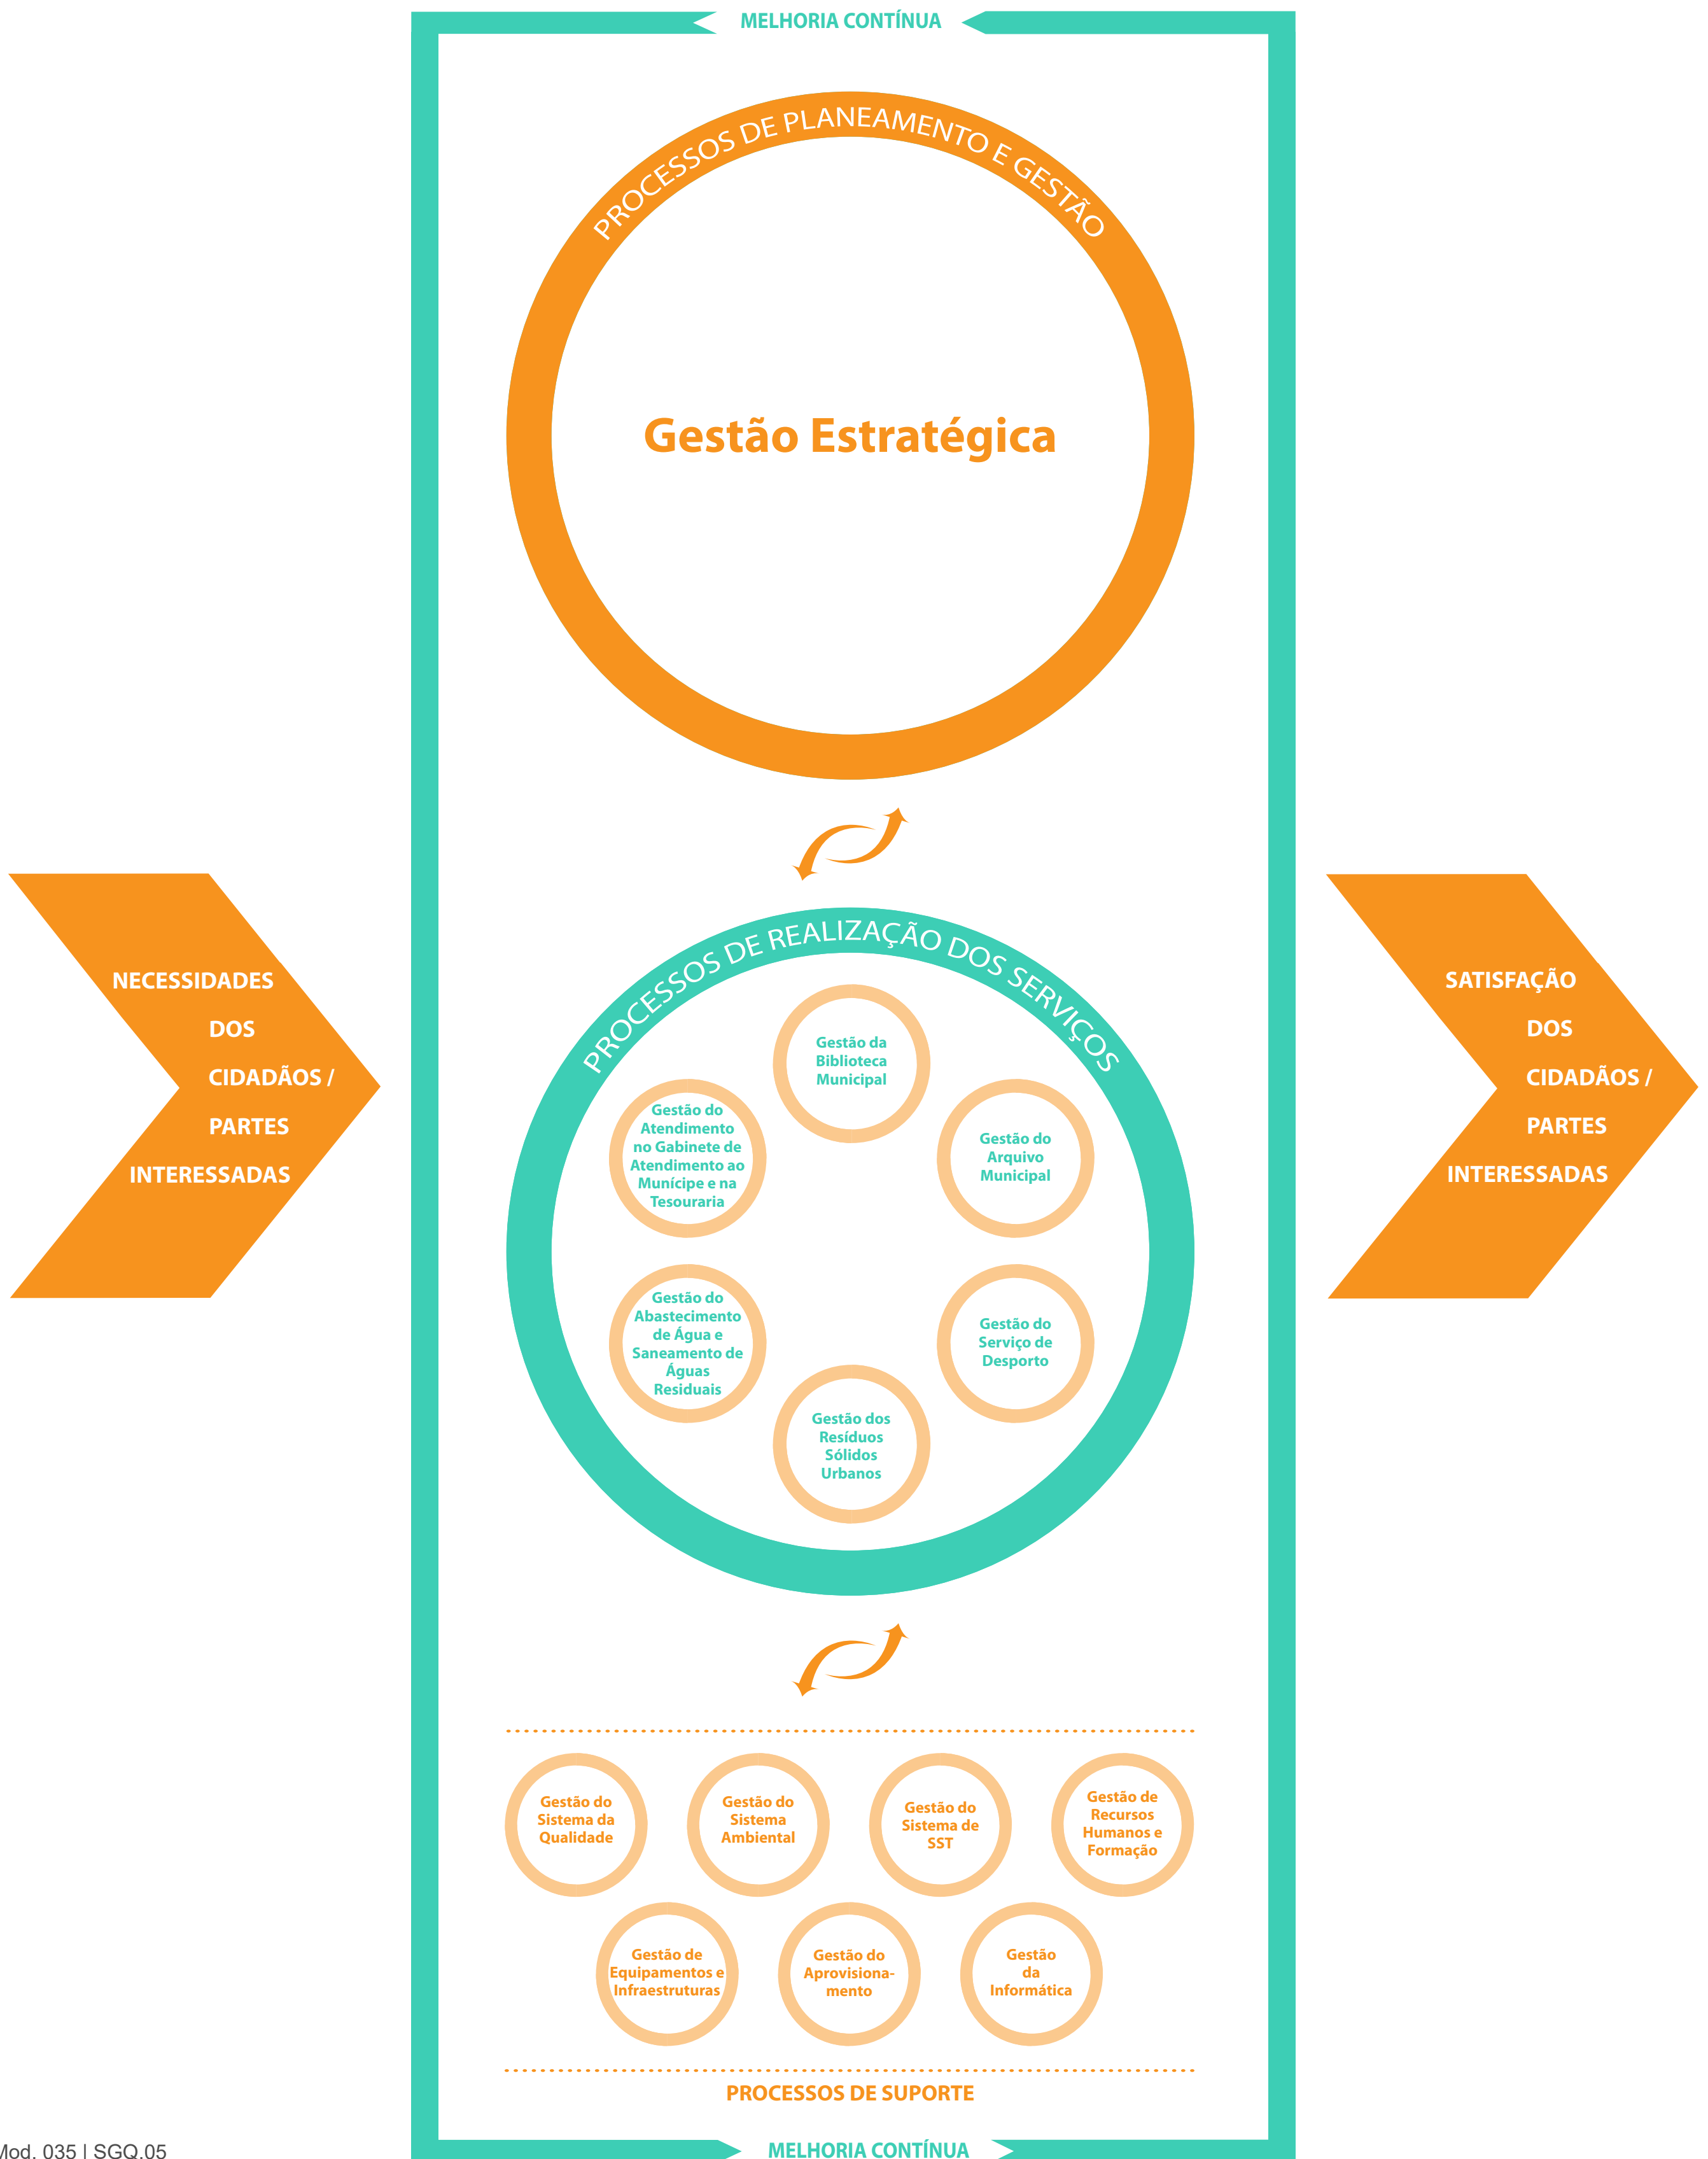 MELHORIA CONTÍNUA
PROCESSOS DE PLANEAMENTO E GESTÃO
Gestão Estratégica
NECESSIDADES
DOS
CIDADÃOS /
PARTES
INTERESSADAS
PROCESSOS DE REALIZAÇÃO DOS SERVIÇOS
Gestão da
Biblioteca
Municipal
Gestão do
Atendimento
no Gabinete de
Atendimento ao
Munícipe e na
Tesouraria
Gestão do
Arquivo
Municipal
Gestão do
Abastecimento
de Água e
Saneamento de
Águas
Residuais
Gestão do
Serviço de
Desporto
Gestão dos
Resíduos
Sólidos
Urbanos
SATISFAÇÃO
DOS
CIDADÃOS /
PARTES
INTERESSADAS
Gestão do
Sistema da
Qualidade
Gestão do
Sistema
Ambiental
Gestão do
Sistema de
SST
Gestão de
Recursos
Humanos e
Formação
Gestão de
Equipamentos e
Infraestruturas
Gestão do
Aprovisiona-
mento
Gestão
da
Informática
PROCESSOS DE SUPORTE
MELHORIA CONTÍNUA
Mod. 035 | SGQ.05